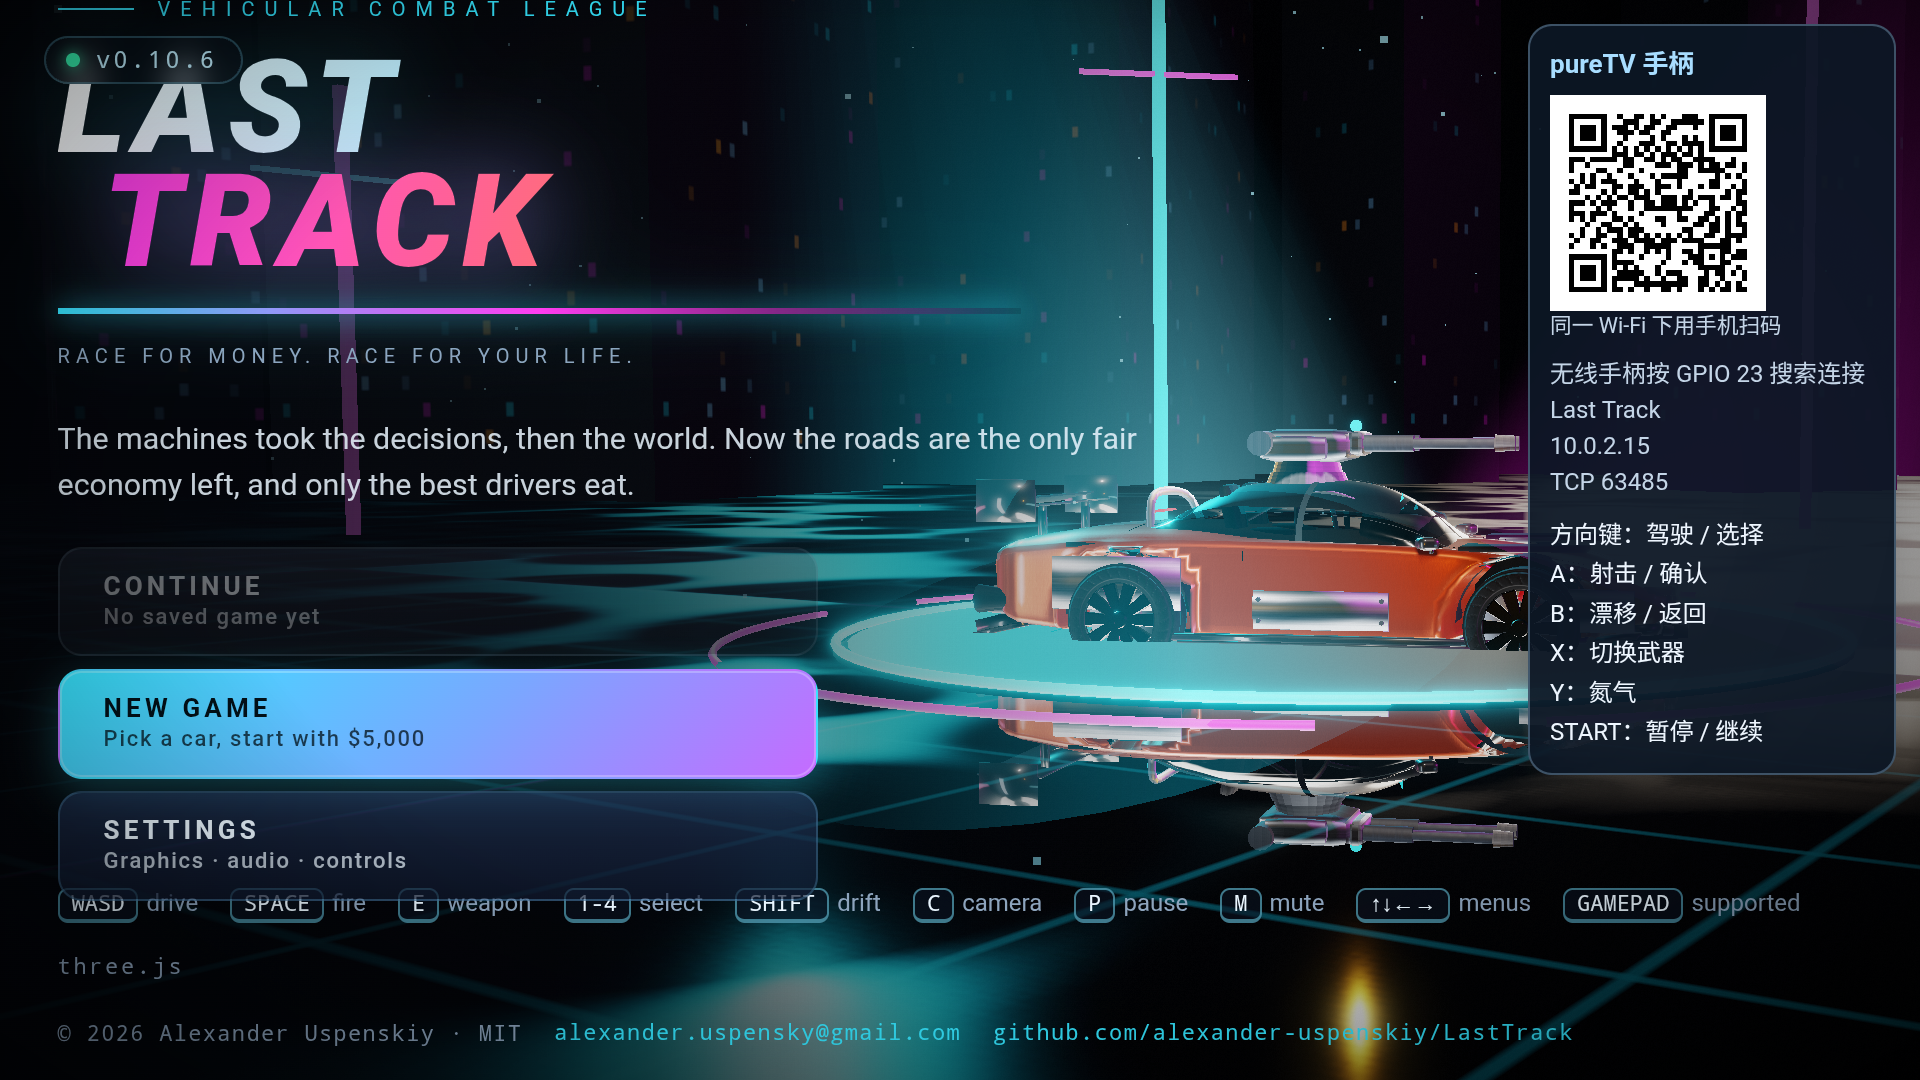 VEHICULAR COMBAT LEAGUE
v0.10.6
LAST
TRACK
RACE FOR MONEY. RACE FOR YOUR LIFE.
The machines took the decisions, then the world. Now the roads are the only fair
economy left, and only the best drivers eat.
CONTINUE
No saved game yet
NEW GAME
Pick a car, start with $5,000
SETTINGS
Graphics · audio · controls
WASD drive SPACE fire E weapon 1-4 select SHIFT drift C camera P pause M mute ↑↓←→ menus GAMEPAD supported
three.js
© 2026 Alexander Uspenskiy · MIT alexander.uspensky@gmail.com github.com/alexander-uspenskiy/LastTrack
pureTV 手柄
同一 Wi-Fi 下用手机扫码
无线手柄按 GPIO 23 搜索连接
Last Track
10.0.2.15
TCP 63485
方向键：驾驶 / 选择
A：射击 / 确认
B：漂移 / 返回
X：切换武器
Y：氮气
START：暂停 / 继续